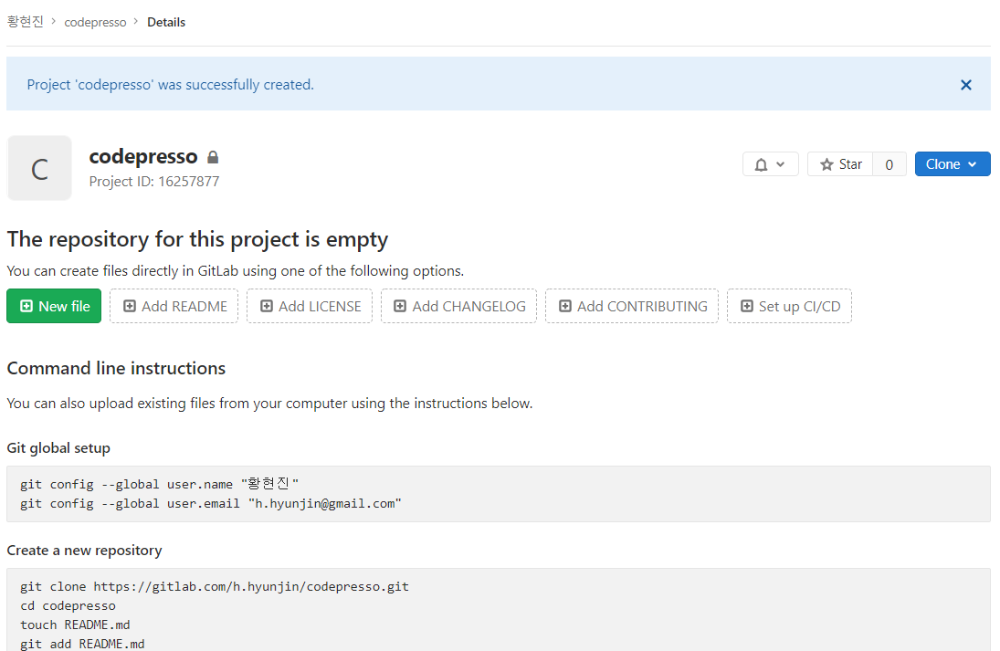 황현진 > codepresso > Details
Project 'codepresso' was successfully created.
C
codepresso
Project ID: 16257877
Star 0 Clone
The repository for this project is empty
You can create files directly in GitLab using one of the following options.
New file Add README Add LICENSE Add CHANGELOG Add CONTRIBUTING Set up CI/CD
Command line instructions
You can also upload existing files from your computer using the instructions below.
Git global setup
git config --global user.name "황현진"
git config --global user.email "h.hyunjin@gmail.com"
Create a new repository
git clone https://gitlab.com/h.hyunjin/codepresso.git
cd codepresso
touch README.md
git add README.md